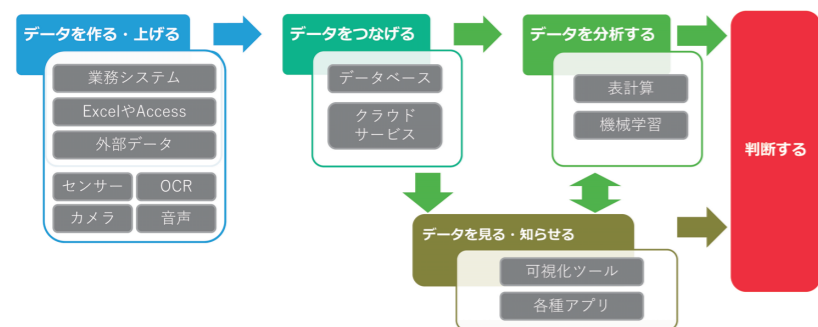 データを作る・上げる
業務システム
ExcelやAccess
外部データ
センサー
OCR
カメラ
音声
データをつなげる
データベース
クラウド
サービス
データを分析する
表計算
機械学習
データを見る・知らせる
可視化ツール
各種アプリ
判断する